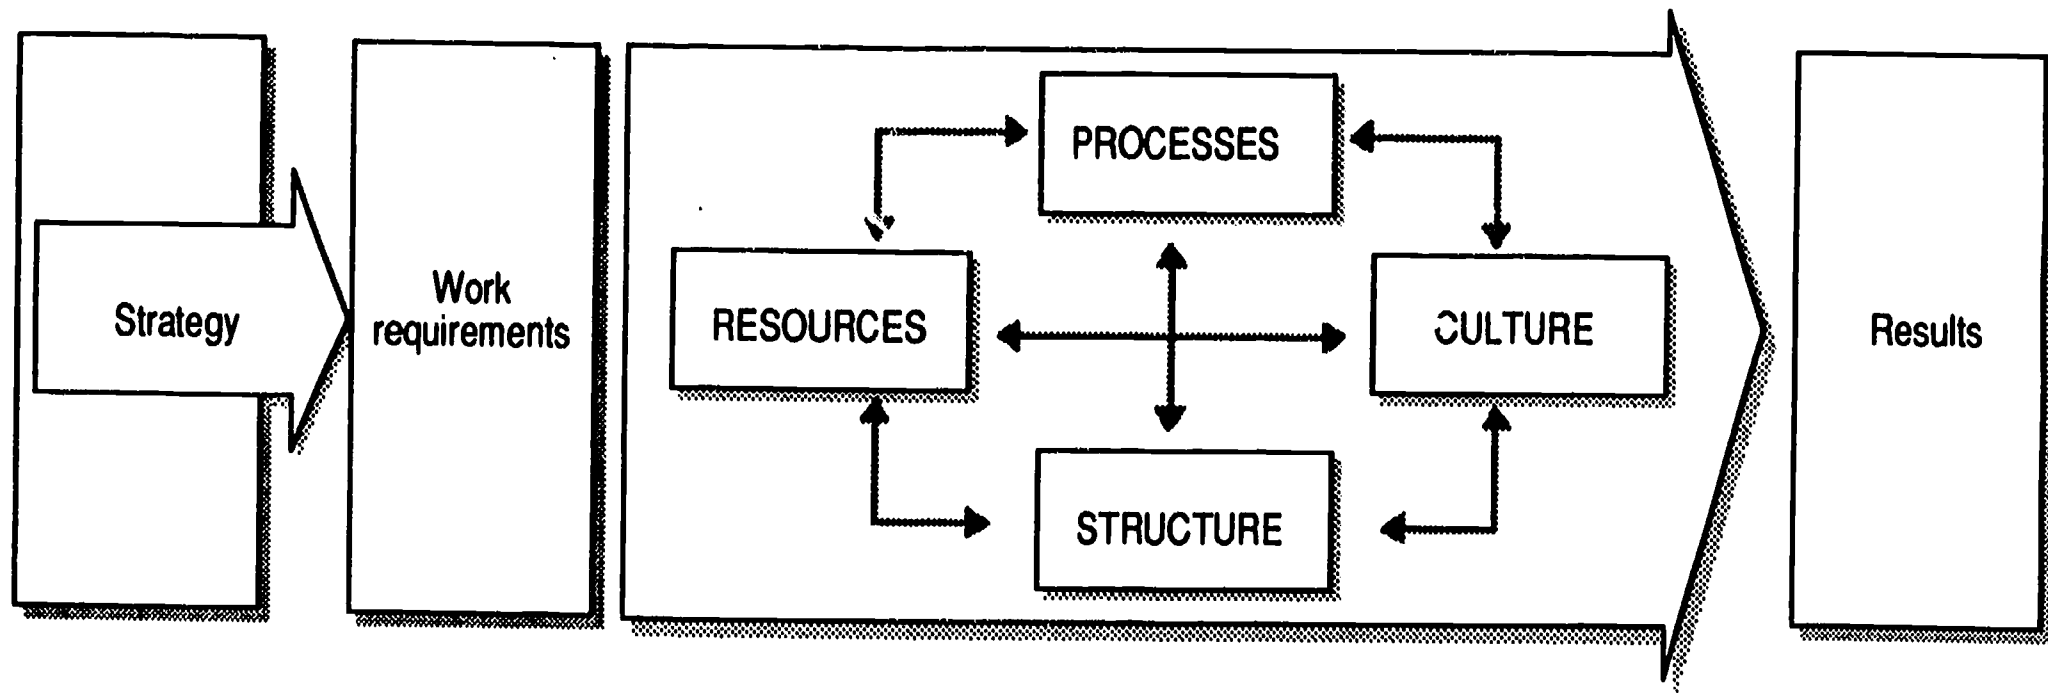 Strategy
Work
requirements
PROCESSES
RESOURCES
CULTURE
STRUCTURE
Results